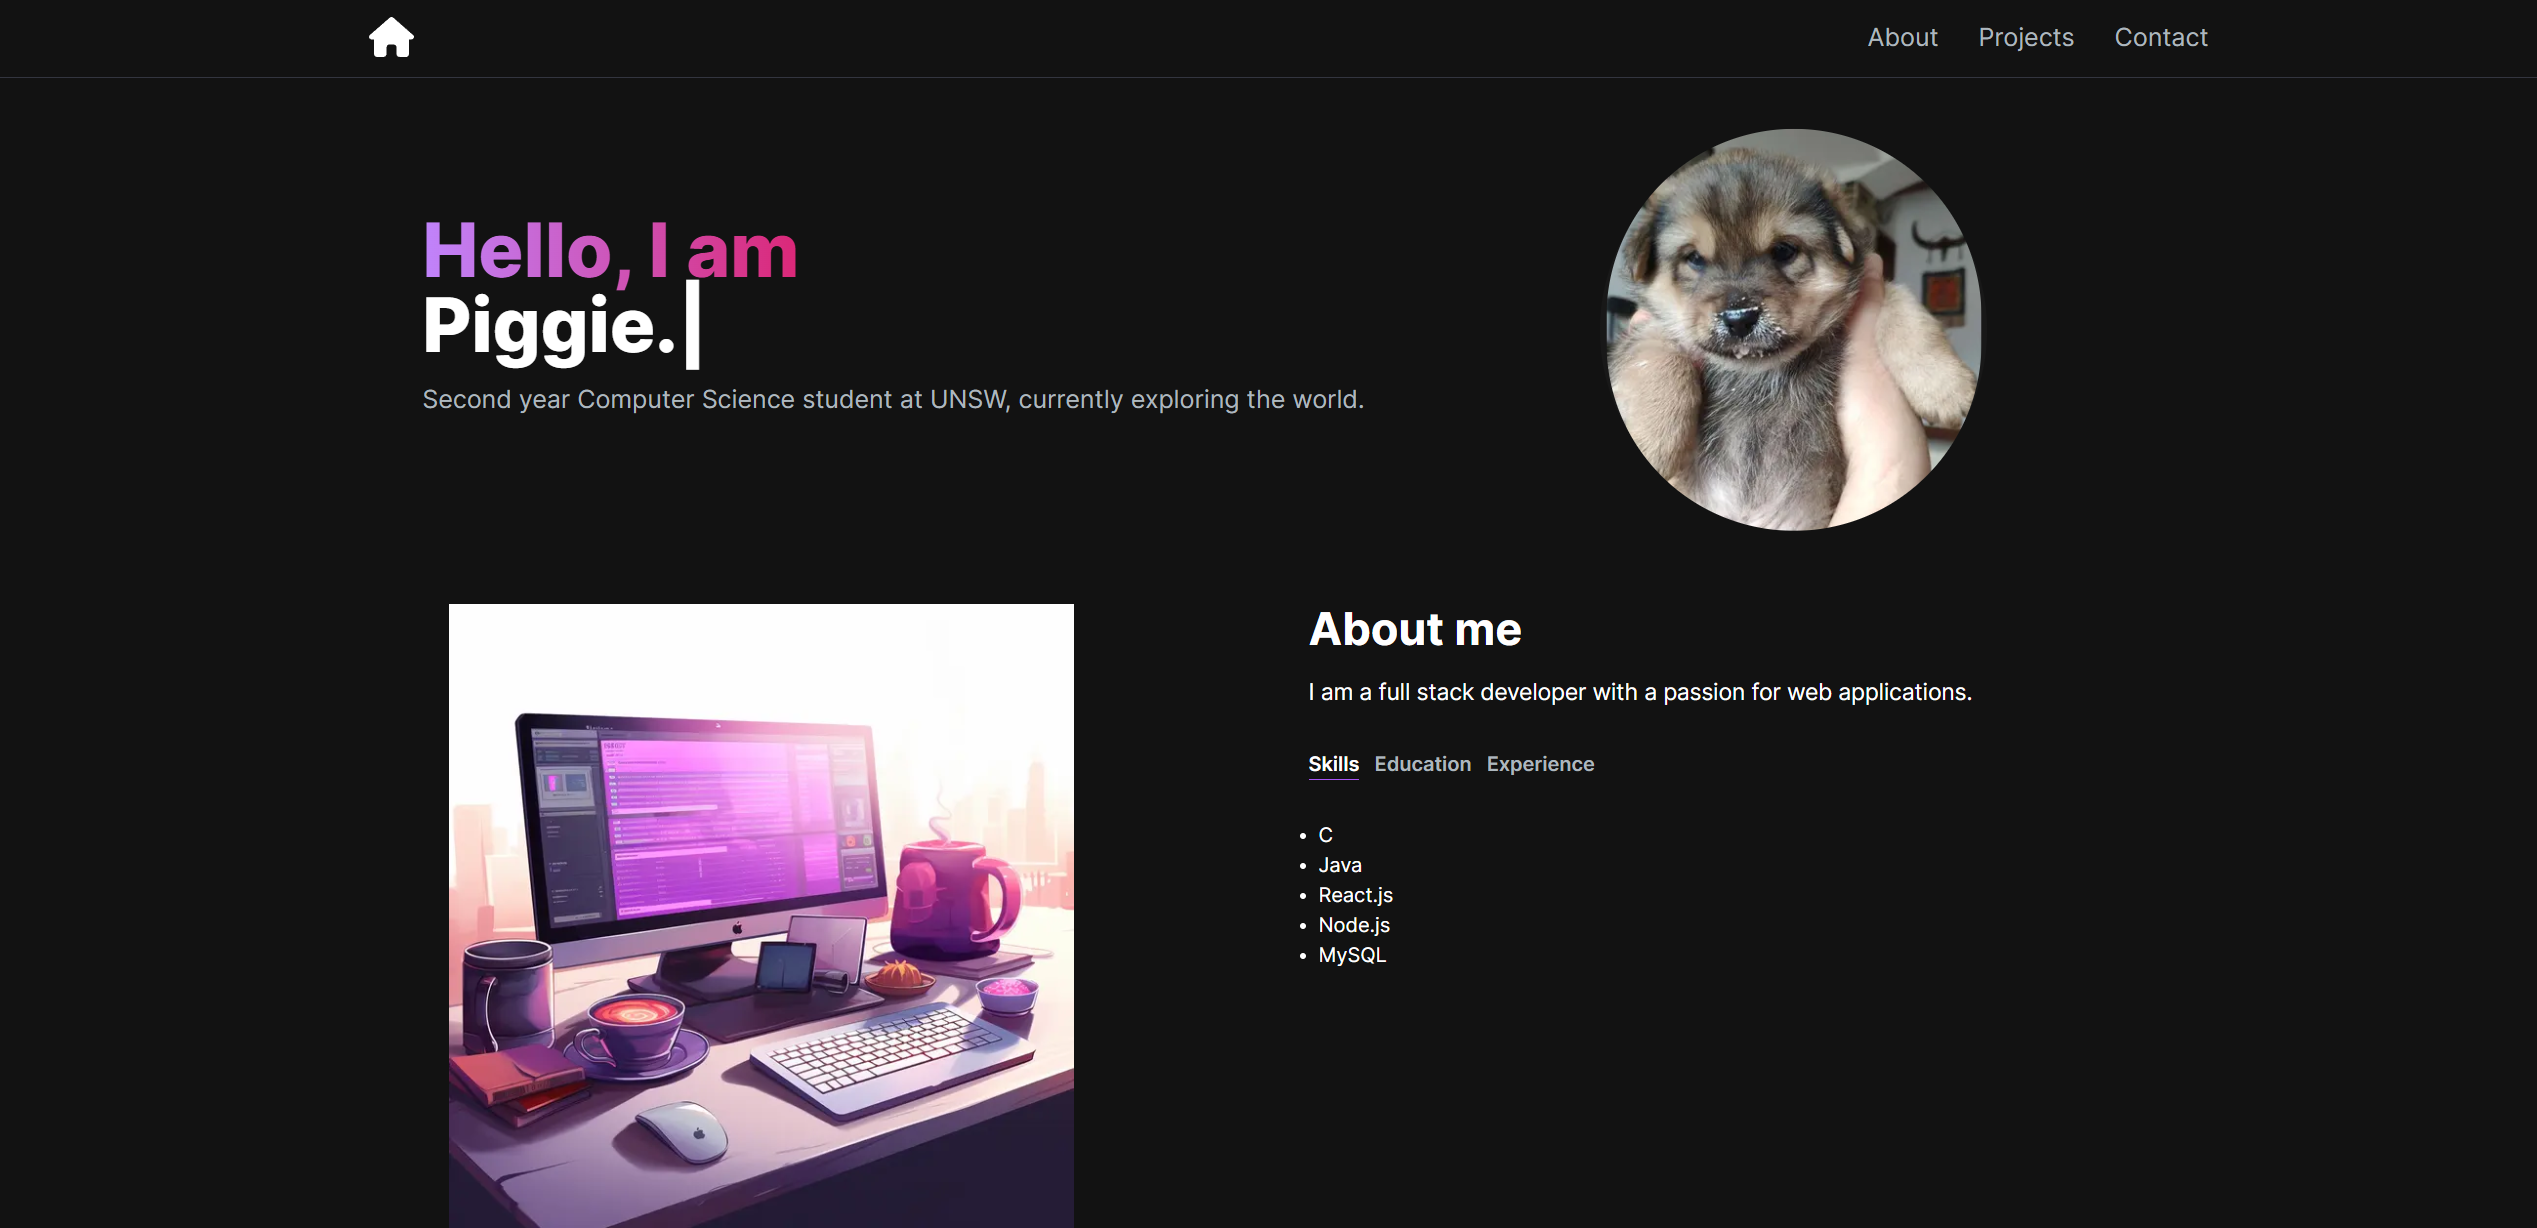 About Projects Contact
Hello, I am
Piggie.
Second year Computer Science student at UNSW, currently exploring the world.
About me
I am a full stack developer with a passion for web applications.
Skills Education Experience
• C
• Java
• React.js
• Node.js
• MySQL